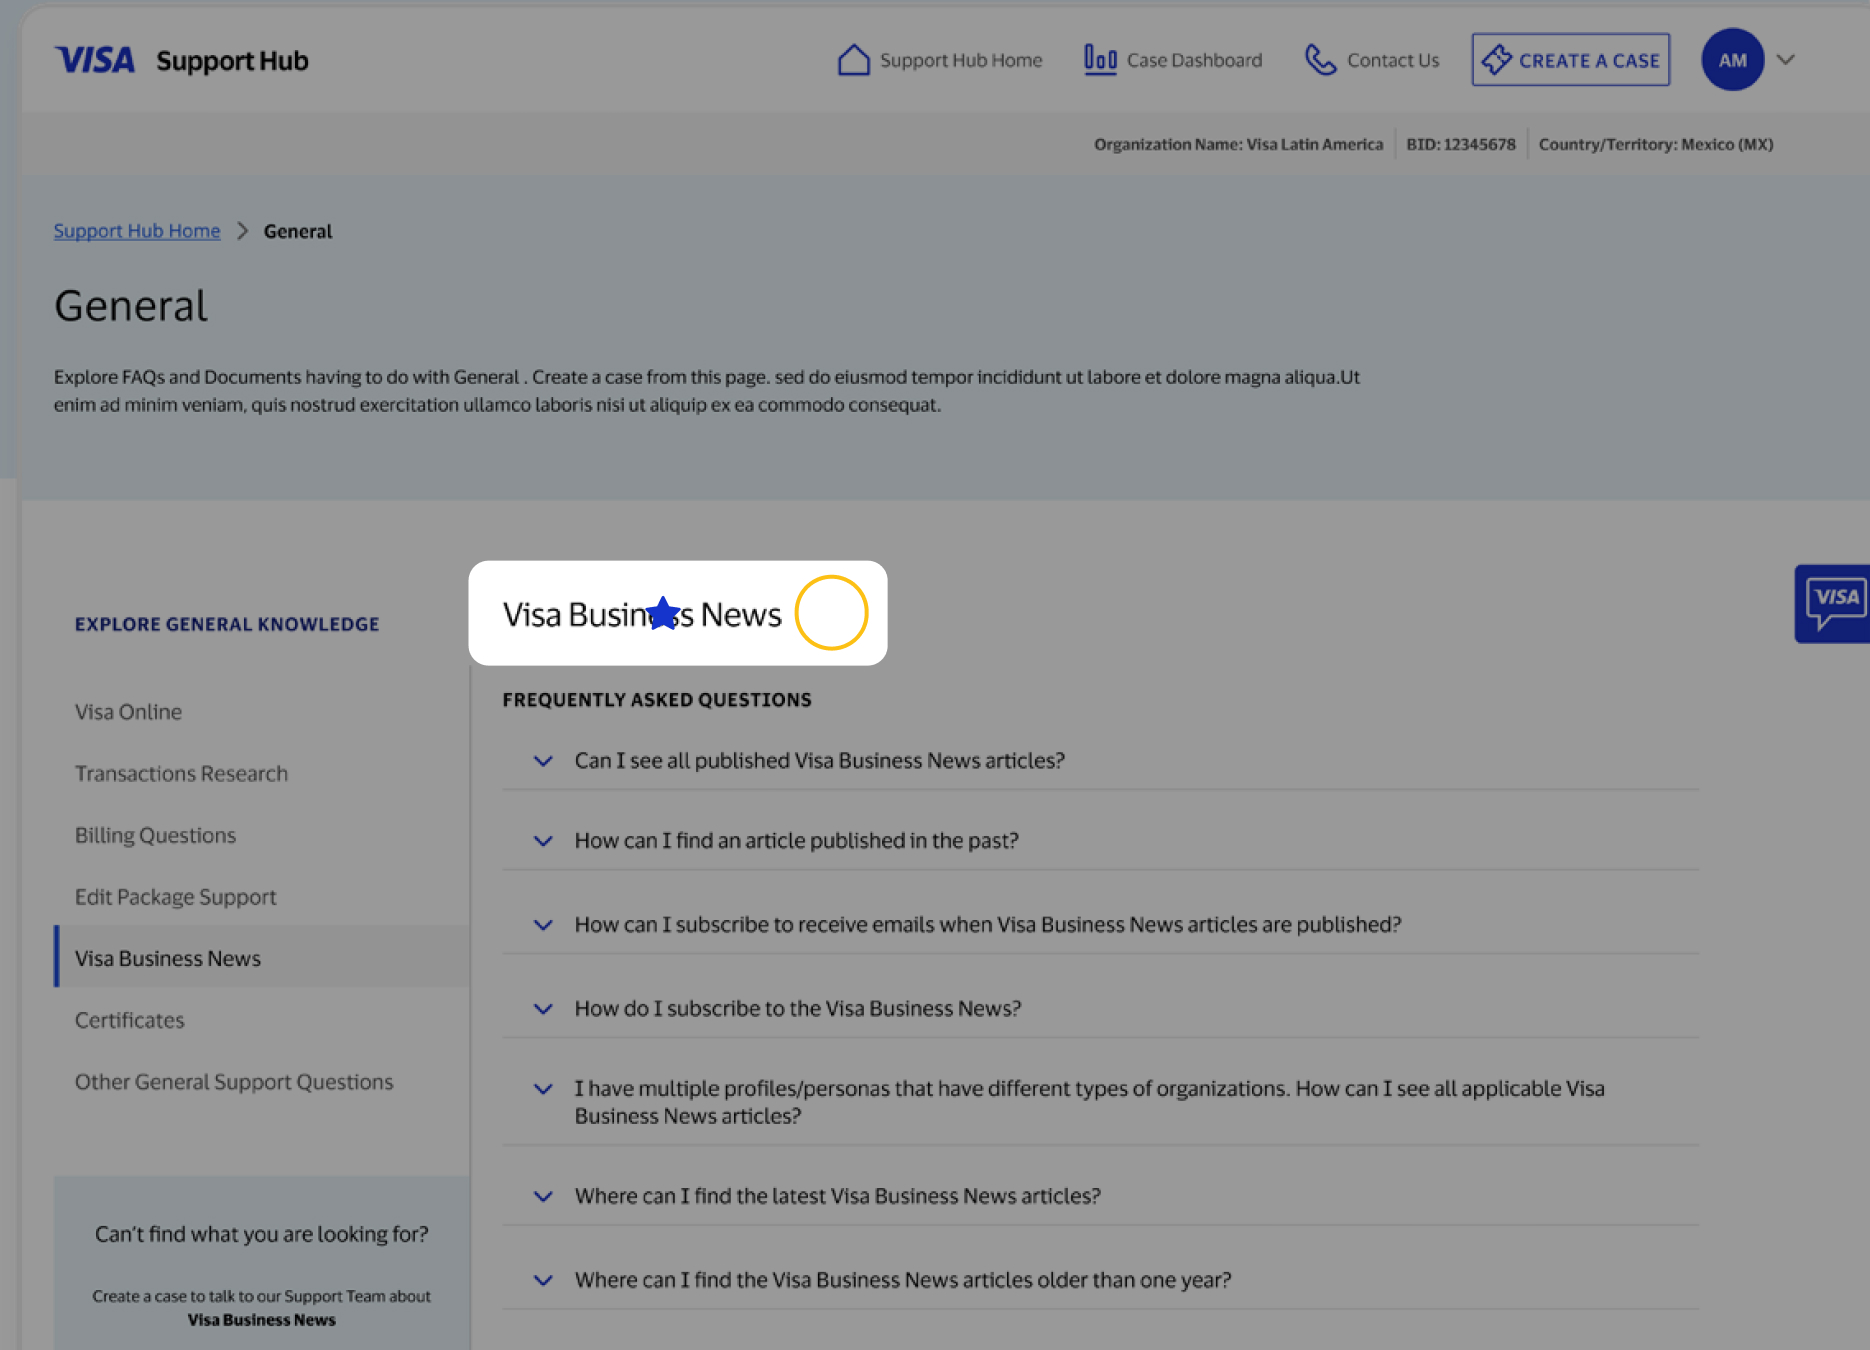 VISA Support Hub
Support Hub Home
Case Dashboard
Contact Us
CREATE A CASE
AM
Organization Name: Visa Latin America
BID: 12345678
Country/Territory: Mexico (MX)
Support Hub Home > General
General
Explore FAQs and Documents having to do with General . Create a case from this page. sed do eiusmod tempor incididunt ut labore et dolore magna aliqua.Ut
enim ad minim veniam, quis nostrud exercitation ullamco laboris nisi ut aliquip ex ea commodo consequat.
EXPLORE GENERAL KNOWLEDGE
Visa Online
Transactions Research
Billing Questions
Edit Package Support
Visa Business News
Certificates
Other General Support Questions
Can't find what you are looking for?
Create a case to talk to our Support Team about
Visa Business News
Visa Business News
FREQUENTLY ASKED QUESTIONS
Can I see all published Visa Business News articles?
How can I find an article published in the past?
How can I subscribe to receive emails when Visa Business News articles are published?
How do I subscribe to the Visa Business News?
I have multiple profiles/personas that have different types of organizations. How can I see all applicable Visa
Business News articles?
Where can I find the latest Visa Business News articles?
Where can I find the Visa Business News articles older than one year?
VISA